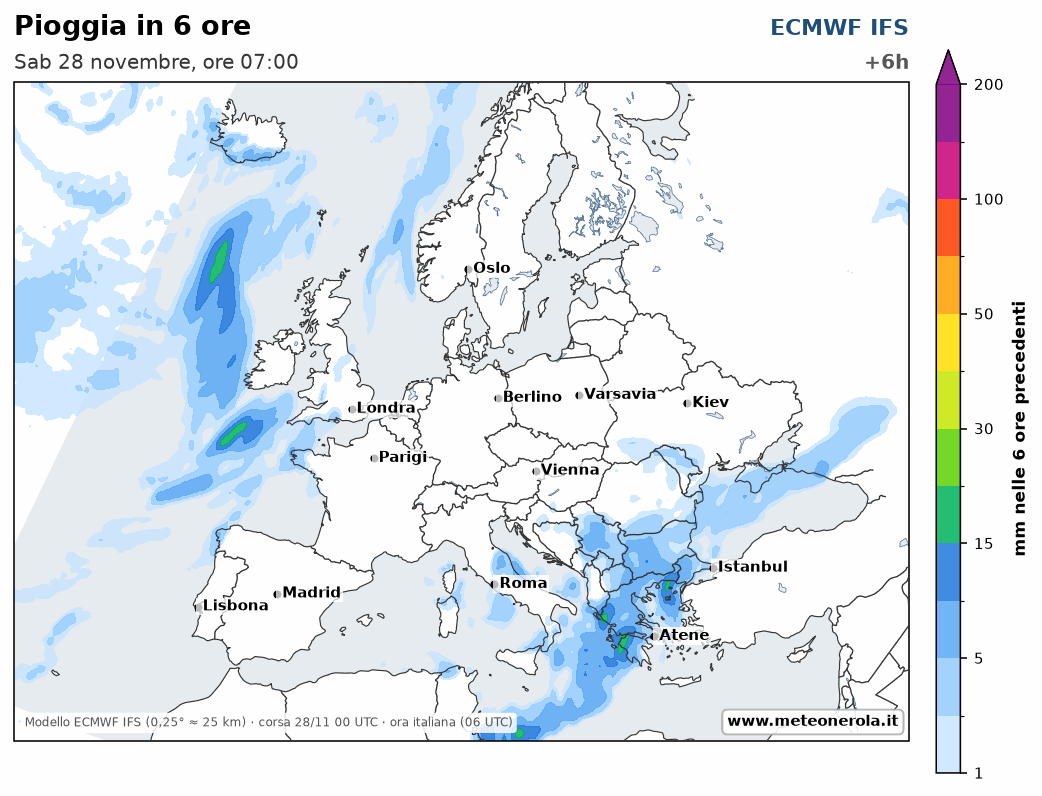 Pioggia in 6 ore
ECMWF IFS
Sab 28 novembre, ore 07:00
+6h
200
100
50
30
15
5
1
mm nelle 6 ore precedenti
Oslo
Londra
Berlino
Varsavia
Kiev
Parigi
Vienna
Istanbul
Roma
Madrid
Lisbona
Atene
Modello ECMWF IFS (0,25° ≈ 25 km) · corsa 28/11 00 UTC · ora italiana (06 UTC)
www.meteonerola.it